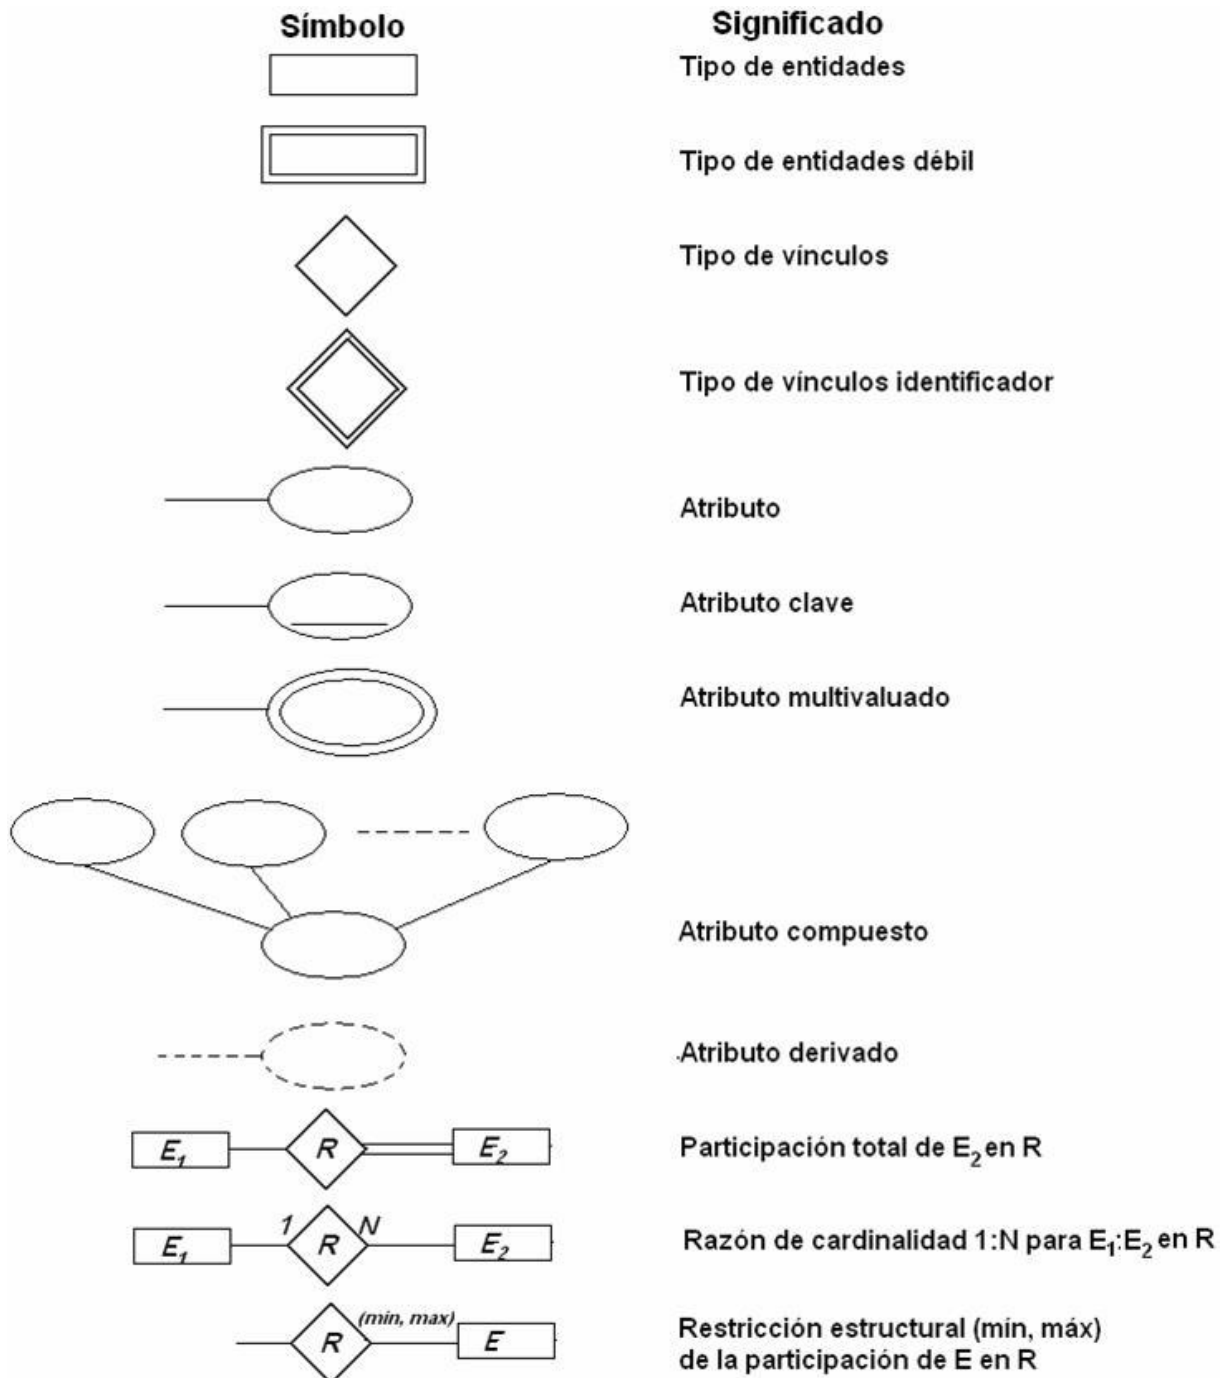 Símbolo Significado
Tipo de entidades
Tipo de entidades débil
Tipo de vínculos
Tipo de vínculos identificador
Atributo
Atributo clave
Atributo multivaluado
Atributo compuesto
Atributo derivado
E1 R E2 Participación total de E2 en R
E1 1 R N E2 Razón de cardinalidad 1:N para E1:E2 en R
R (min, max) E Restricción estructural (mín, máx)
de la participación de E en R